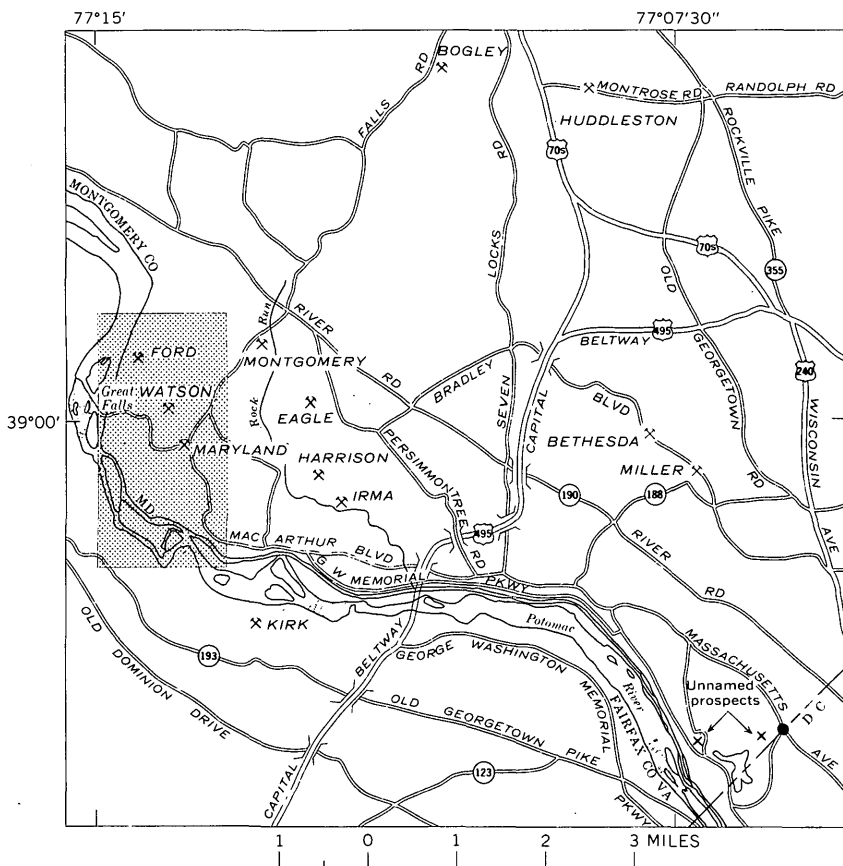 77°15'
77°07'30"
BOGLEY
FALLS RD
MONTROSE RD
RANDOLPH RD
HUDDLESTON
70S
ROCKVILLE PIKE
MONTGOMERY CO
SEVEN LOCKS RD
70S
OLD GEORGETOWN RD
355
Rock Run
RIVER RD
495
BELTWAY
FORD
MONTGOMERY
BRADLEY BLVD
240
Great Falls
WATSON
EAGLE
CAPITAL
WISCONSIN AVE
39°00'
MARYLAND
PERSIMMONTREE RD
BETHESDA
HARRISON
MILLER
IRMA
190
188
MD
495
MAC ARTHUR BLVD
G W MEMORIAL PKWY
RIVER RD
KIRK
Potomac River
MASSACHUSETTS AVE
OLD DOMINION DRIVE
193
CAPITAL BELTWAY
GEORGE WASHINGTON MEMORIAL PKWY
Unnamed prospects
D C
FAIRFAX CO VA
OLD GEORGETOWN PIKE
123
1 0 1 2 3 MILES